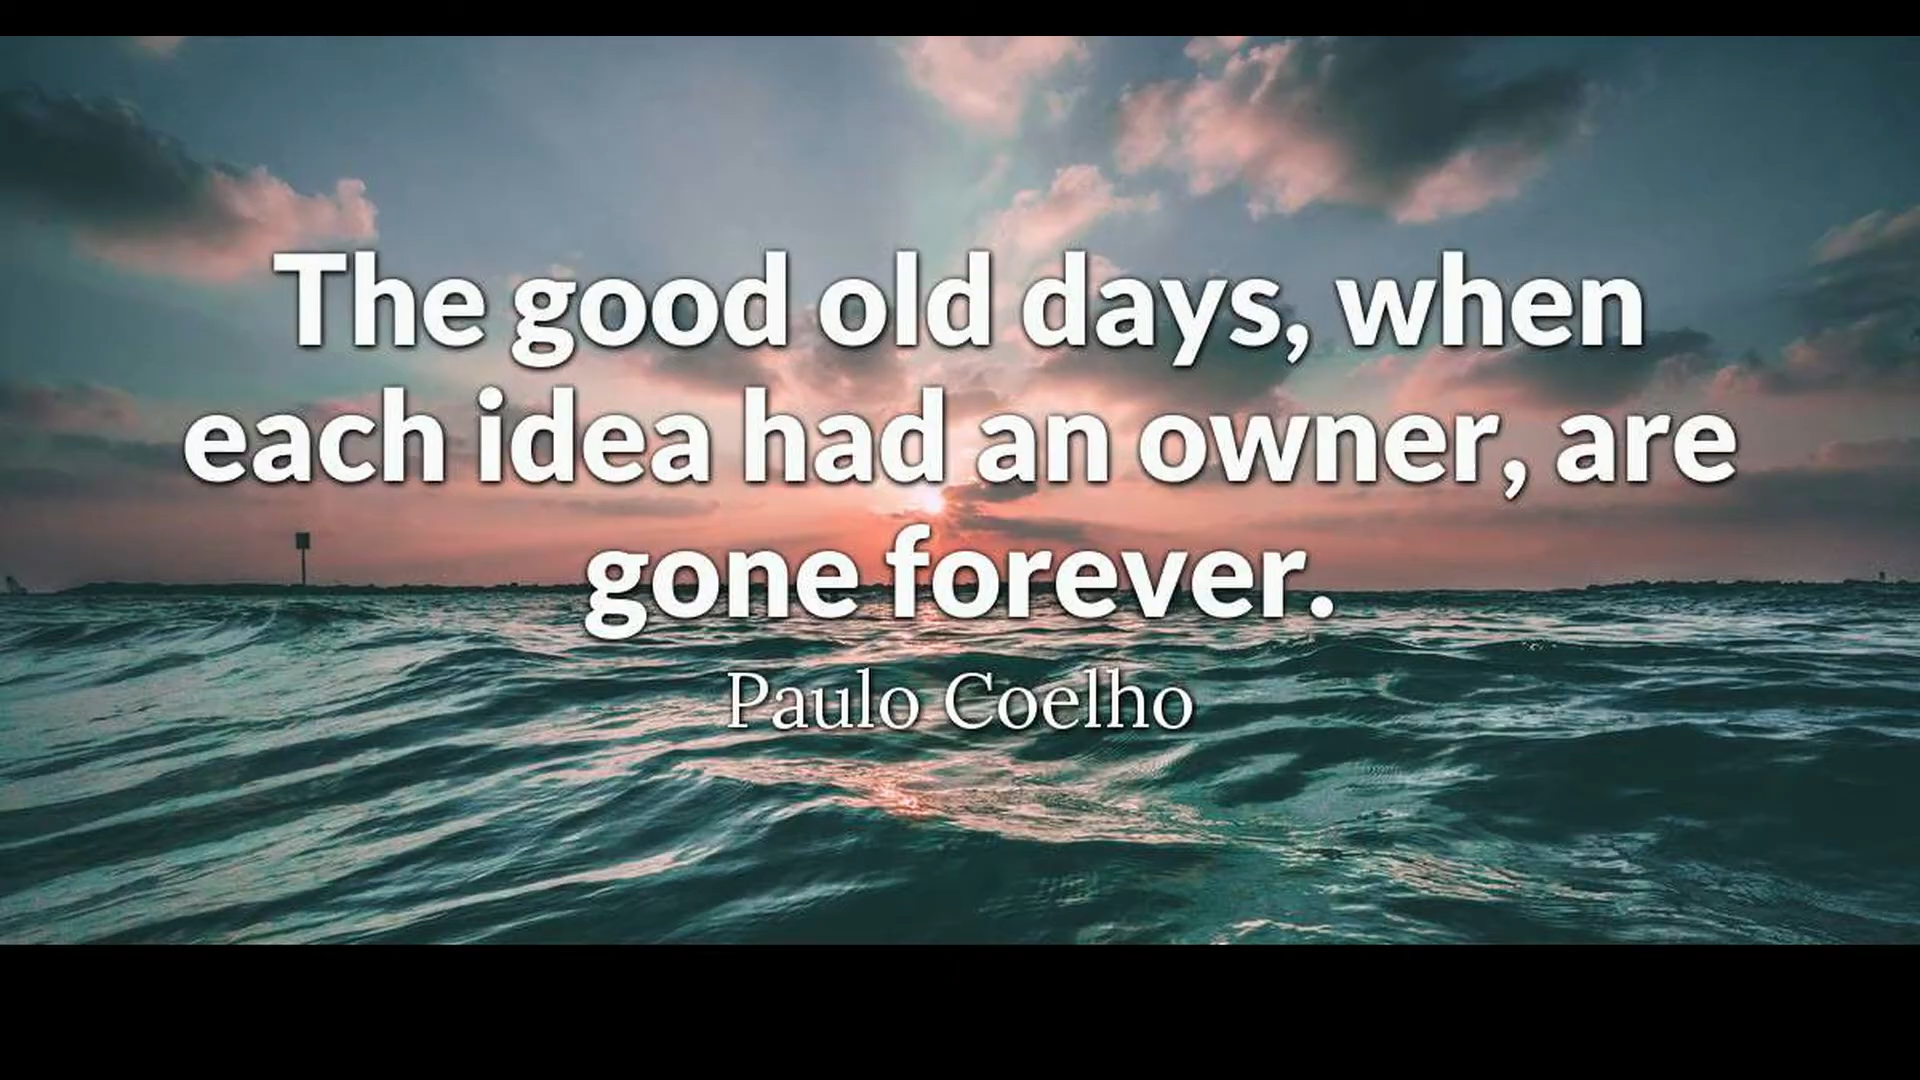 The good old days, when
each idea had an owner, are
gone forever.
Paulo Coelho